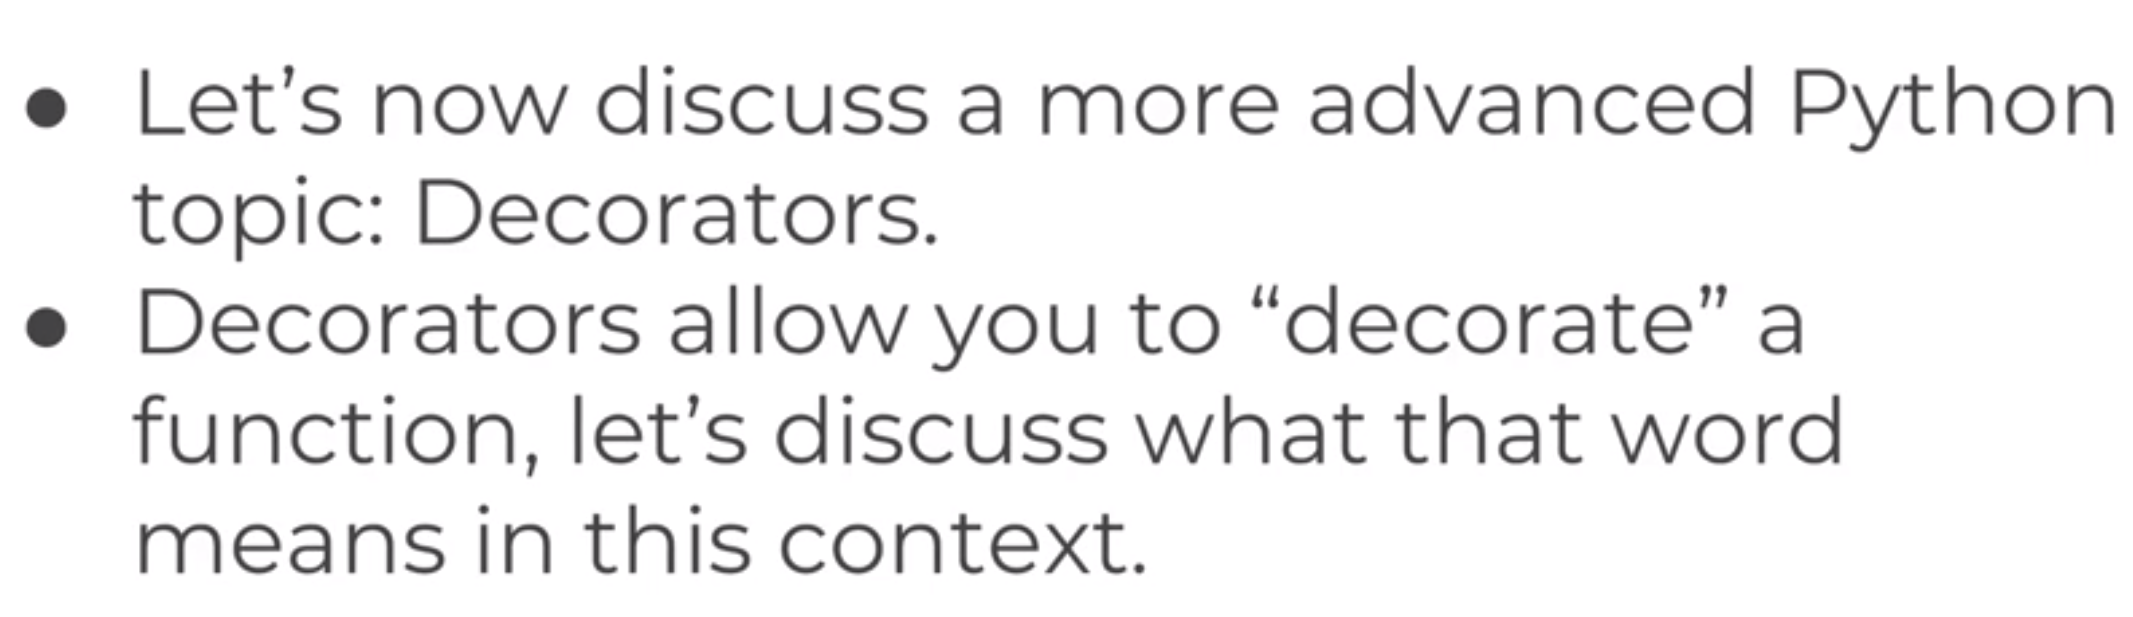 ● Let’s now discuss a more advanced Python
topic: Decorators.
● Decorators allow you to “decorate” a
function, let’s discuss what that word
means in this context.